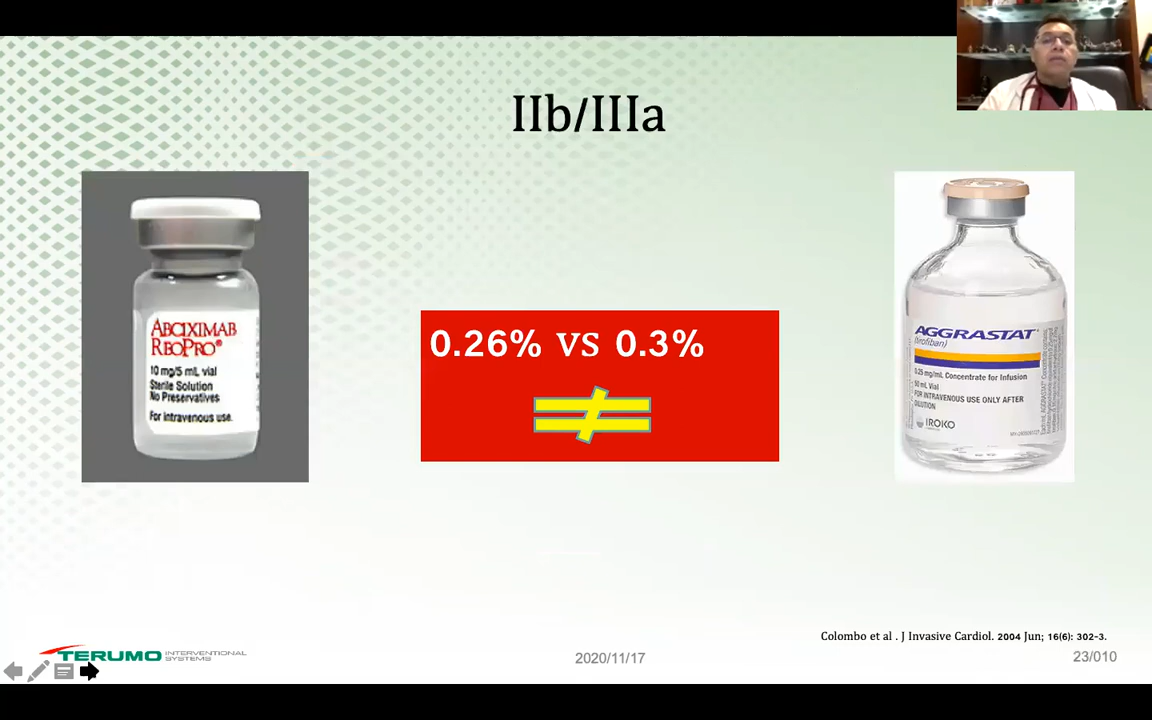 IIb/IIIa
ABCIXIMAB
REOPRO®
10 mg/5 mL vial
Sterile Solution
No Preservatives
For intravenous use.
0.26% vs 0.3%
AGGRASTAT
(tirofiban)
0.25 mg/mL Concentrate for Infusion
50 mL Vial
FOR INTRAVENOUS USE ONLY AFTER
DILUTION
IROKO
Colombo et al . J Invasive Cardiol. 2004 Jun; 16(6): 302-3.
TERUMO INTERVENTIONAL
SYSTEMS
2020/11/17
23/010